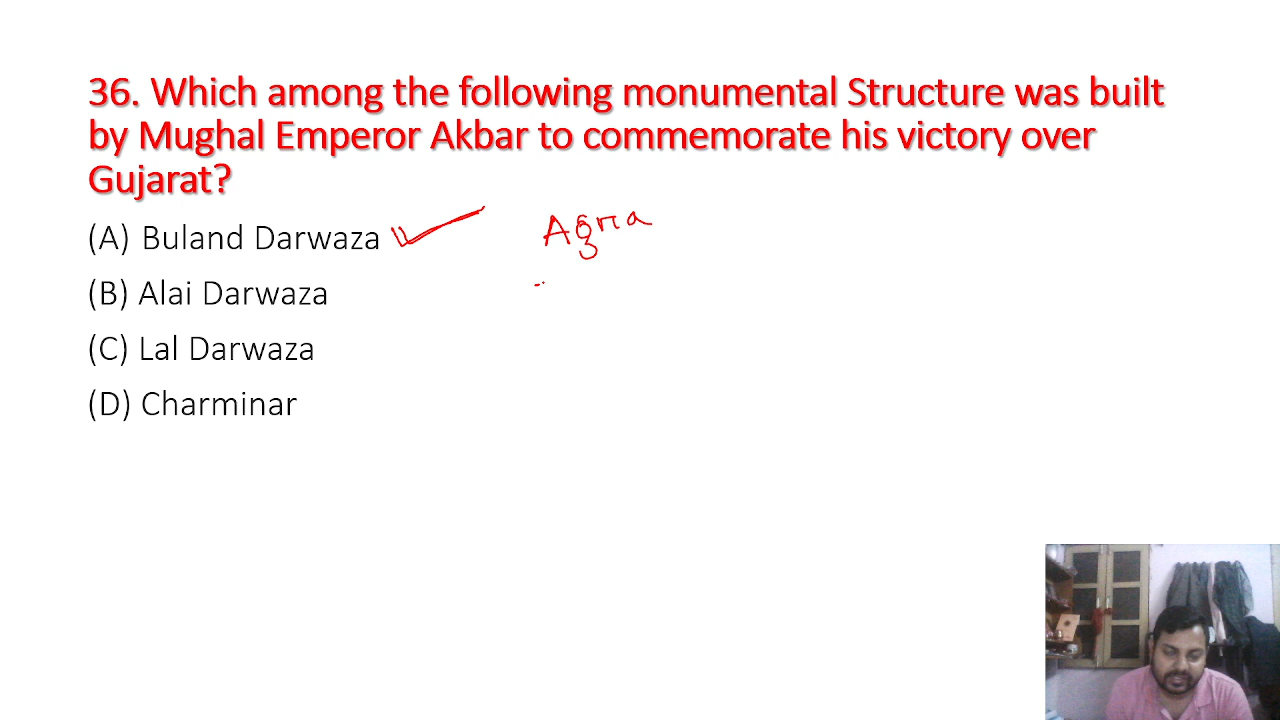 36. Which among the following monumental Structure was built
by Mughal Emperor Akbar to commemorate his victory over
Gujarat?
(A) Buland Darwaza
Agra
(B) Alai Darwaza
(C) Lal Darwaza
(D) Charminar